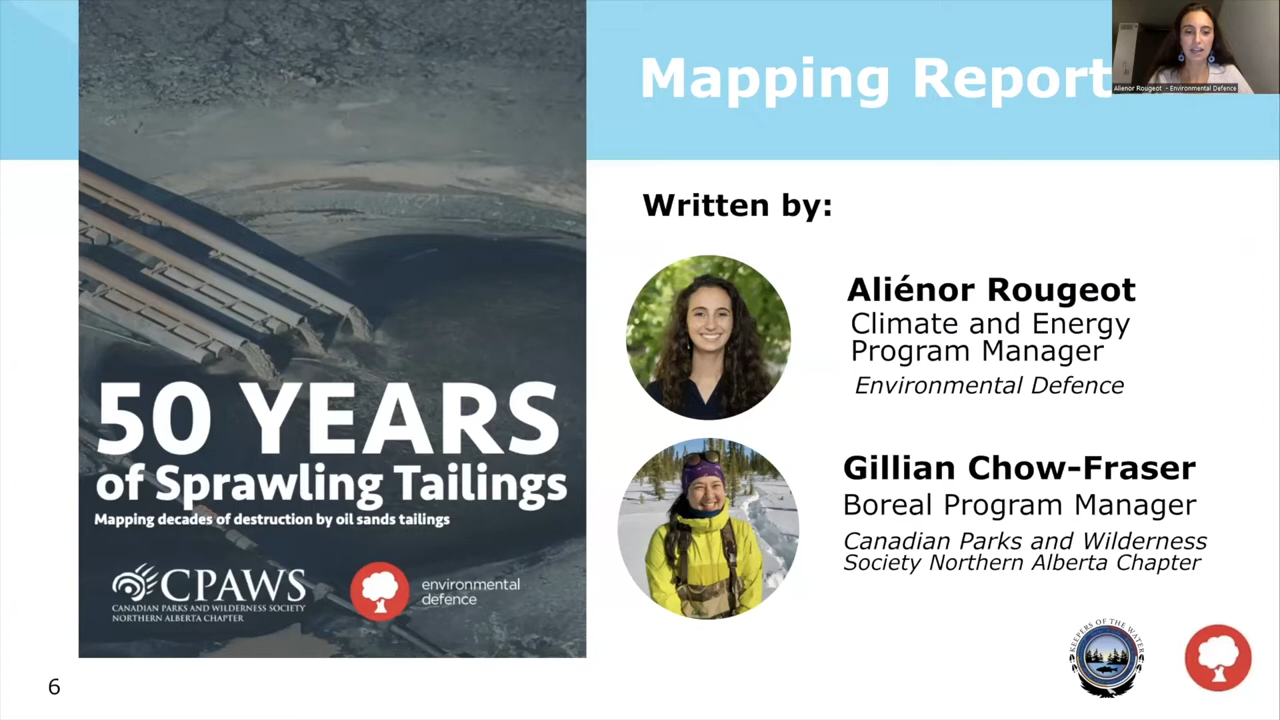 Mapping Report
Alienor Rougeot - Environmental Defence
50 YEARS
of Sprawling Tailings
Mapping decades of destruction by oil sands tailings
CPAWS
CANADIAN PARKS AND WILDERNESS SOCIETY
NORTHERN ALBERTA CHAPTER
environmental
defence
Written by:
Aliénor Rougeot
Climate and Energy
Program Manager
Environmental Defence
Gillian Chow-Fraser
Boreal Program Manager
Canadian Parks and Wilderness
Society Northern Alberta Chapter
KEEPERS OF THE WATER
6